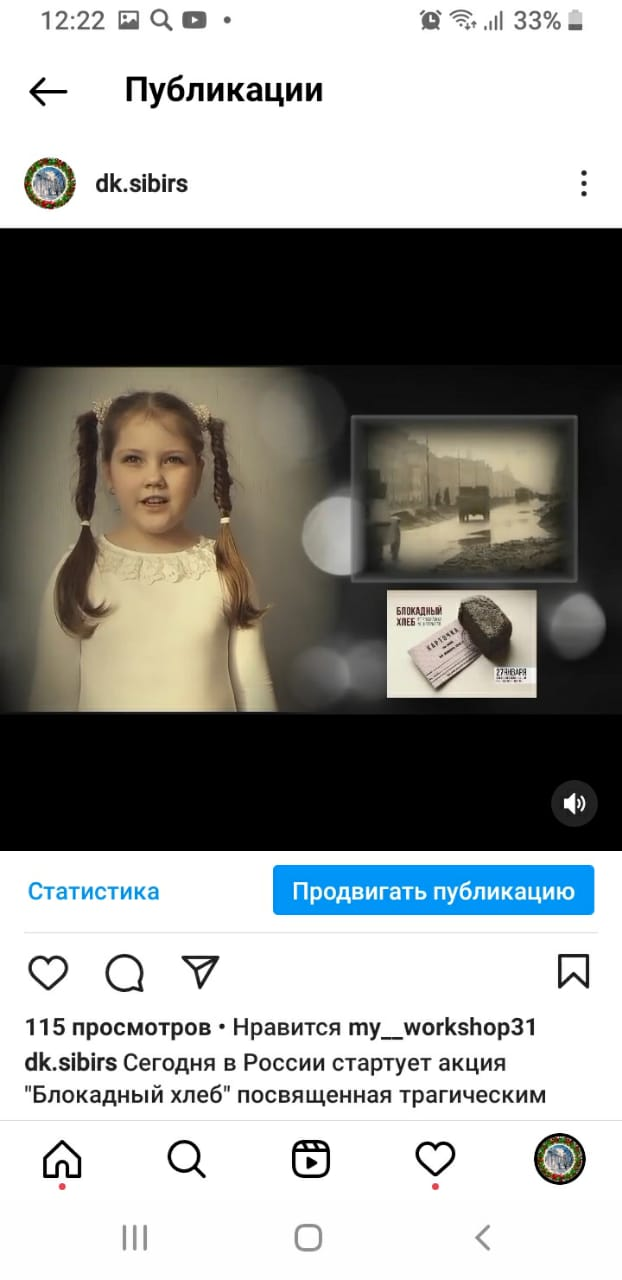 12:22
33%
Публикации
dk.sibirs
БЛОКАДНЫЙ
ХЛЕБ
КАРТОЧКА
27 ЯНВАРЯ
Статистика
Продвигать публикацию
115 просмотров • Нравится my__workshop31
dk.sibirs Сегодня в России стартует акция
"Блокадный хлеб" посвященная трагическим